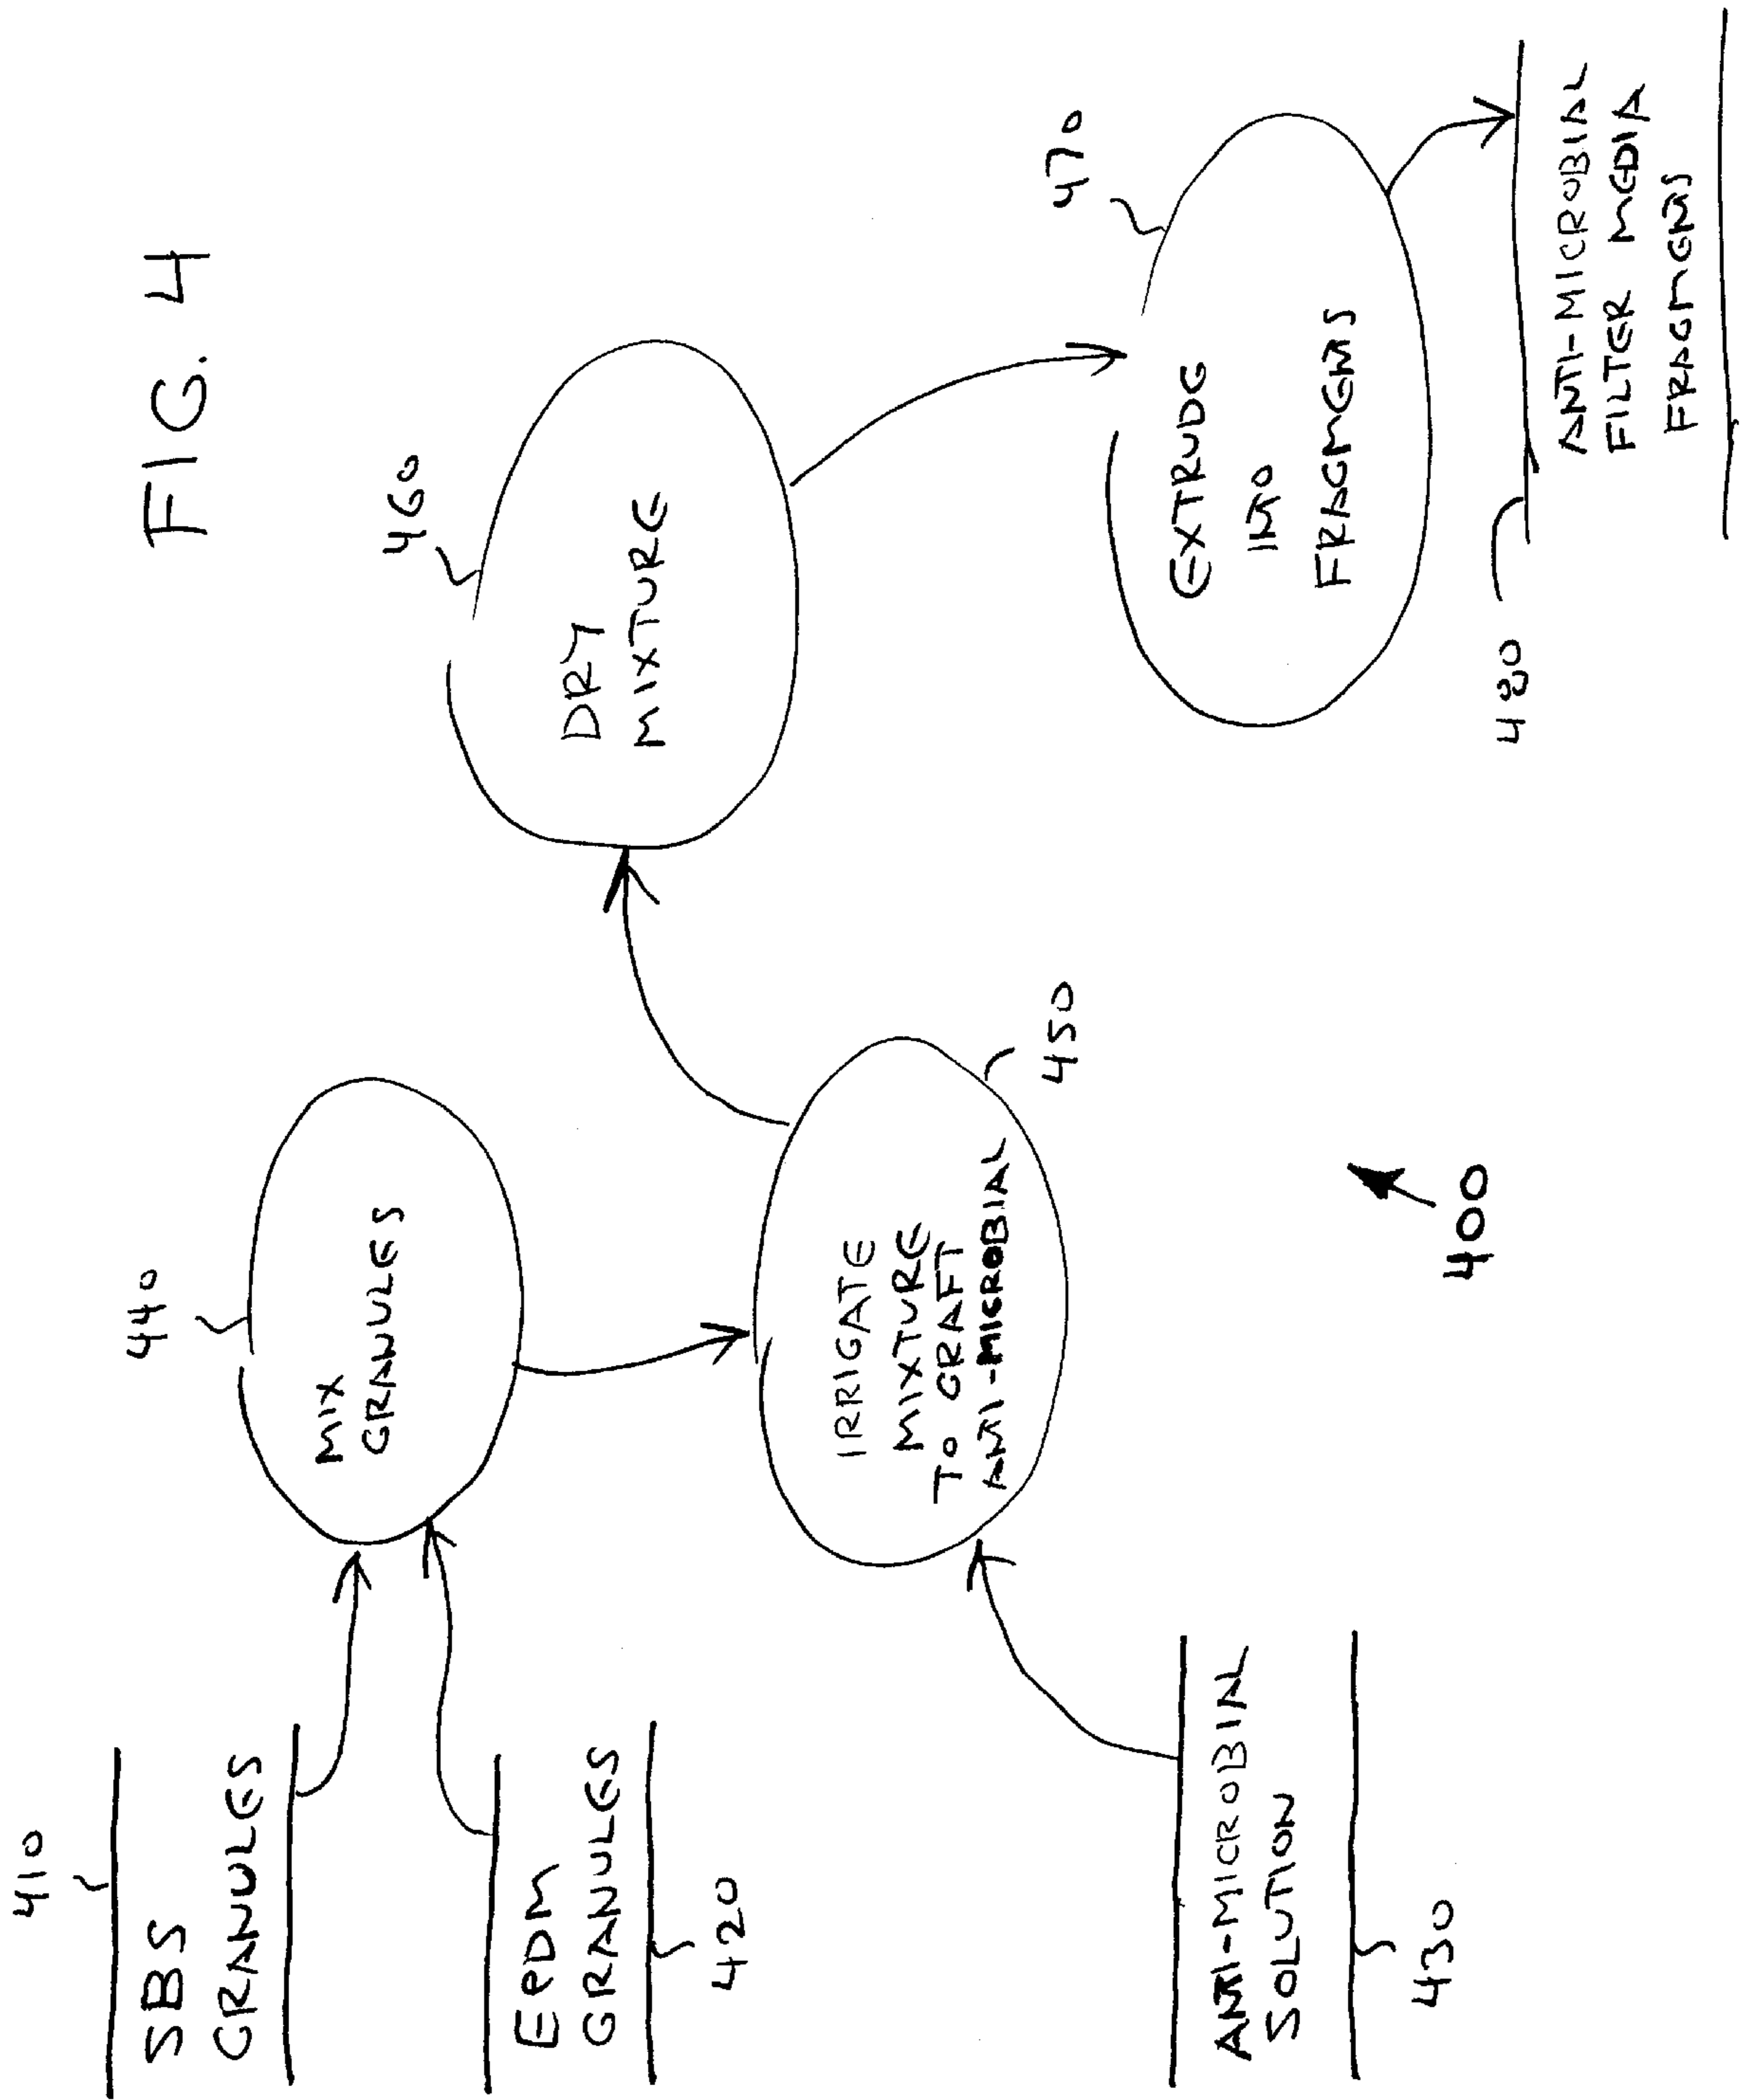 FIG. 4
410
SBS
GRANULES
EPDM
GRANULES
420
ANTI-MICROBIAL
SOLUTION
430
440
MIX
GRANULES
IRRIGATE
MIXTURE
TO GRAFT
ANTI-MICROBIAL
450
460
DRY
MIXTURE
470
EXTRUDE
INTO
FRAGMENTS
480
ANTI-MICROBIAL
FILTER MEDIA
FRAGMENTS
400